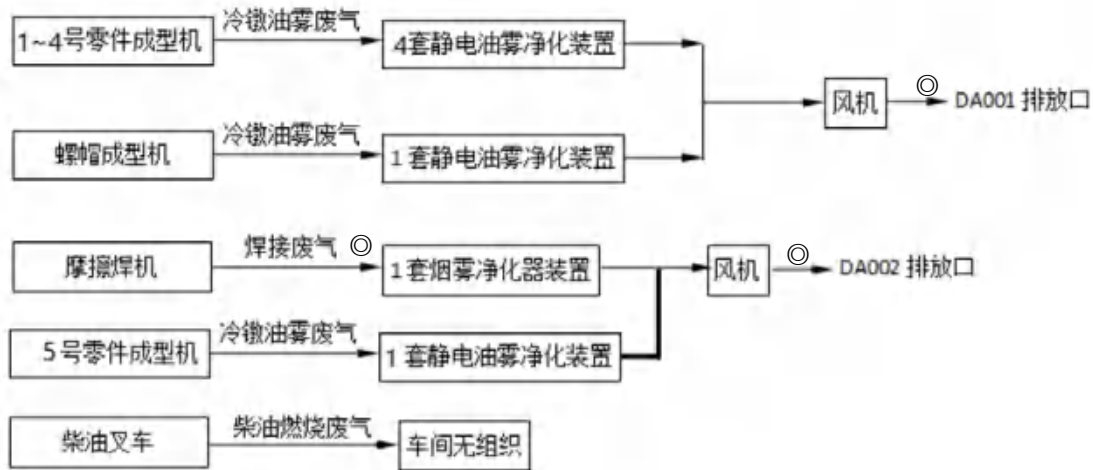 1~4号零件成型机 冷镦油雾废气 4套静电油雾净化装置
风机 ◎ DA001 排放口
螺帽成型机 冷镦油雾废气 1套静电油雾净化装置
摩擦焊机 焊接废气 ◎ 1套烟雾净化器装置 风机 ◎ DA002 排放口
5号零件成型机 冷镦油雾废气 1套静电油雾净化装置
柴油叉车 柴油燃烧废气 车间无组织